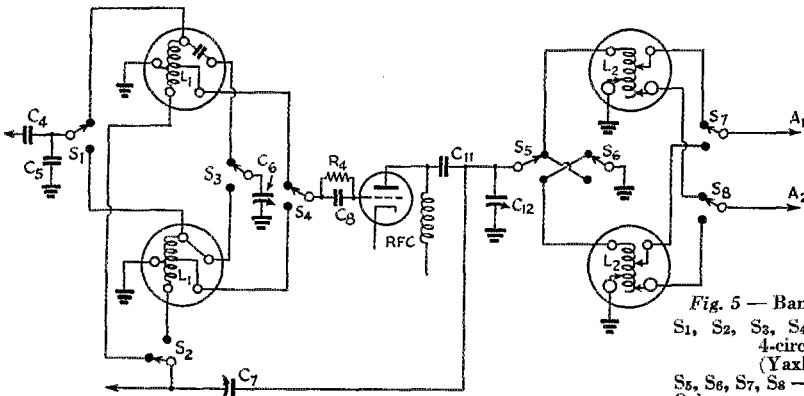 C4
C5
S1
L1
L1
S2
S3
C6
S4
R4
C8
C7
RFC
C11
C12
S5
S6
L2
L2
S7
S8
A1
A2
Fig. 5 — Ban
S1, S2, S3, S4
4-circ
(Yaxl
S5, S6, S7, S8 —